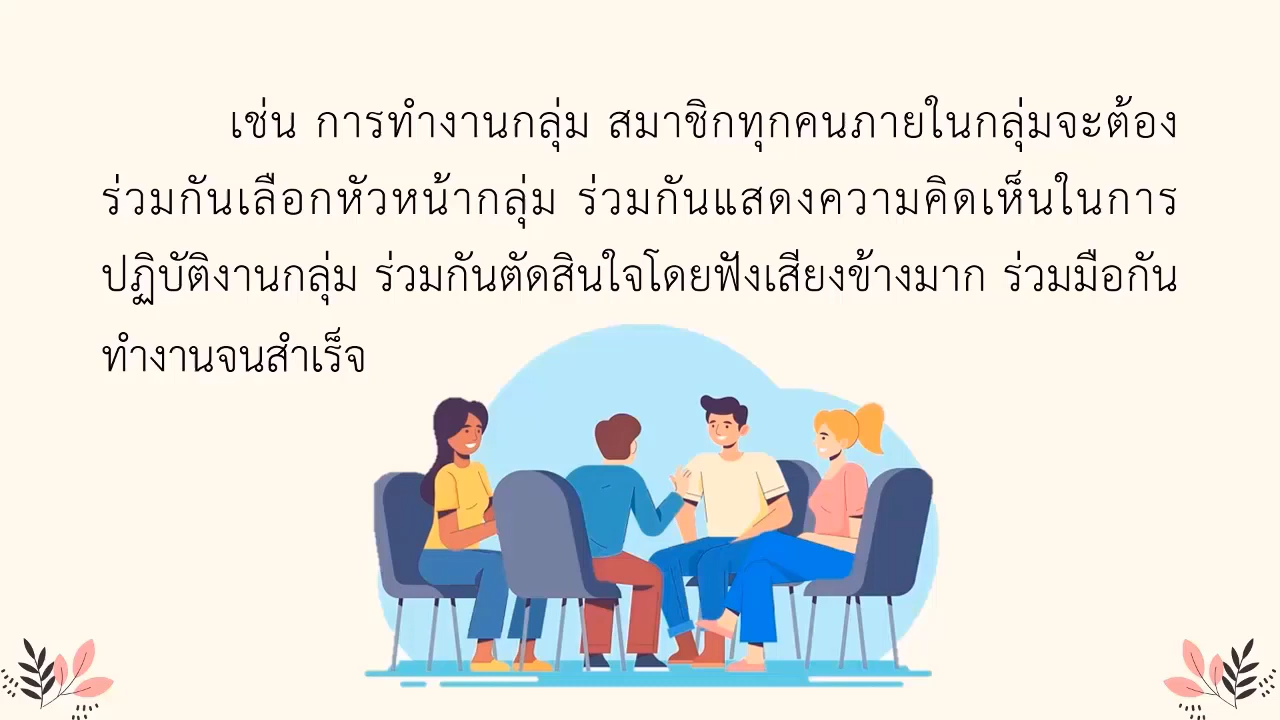 เช่น การทำงานกลุ่ม สมาชิกทุกคนภายในกลุ่มจะต้อง
ร่วมกันเลือกหัวหน้ากลุ่ม ร่วมกันแสดงความคิดเห็นในการ
ปฏิบัติงานกลุ่ม ร่วมกันตัดสินใจโดยฟังเสียงข้างมาก ร่วมมือกัน
ทำงานจนสำเร็จ